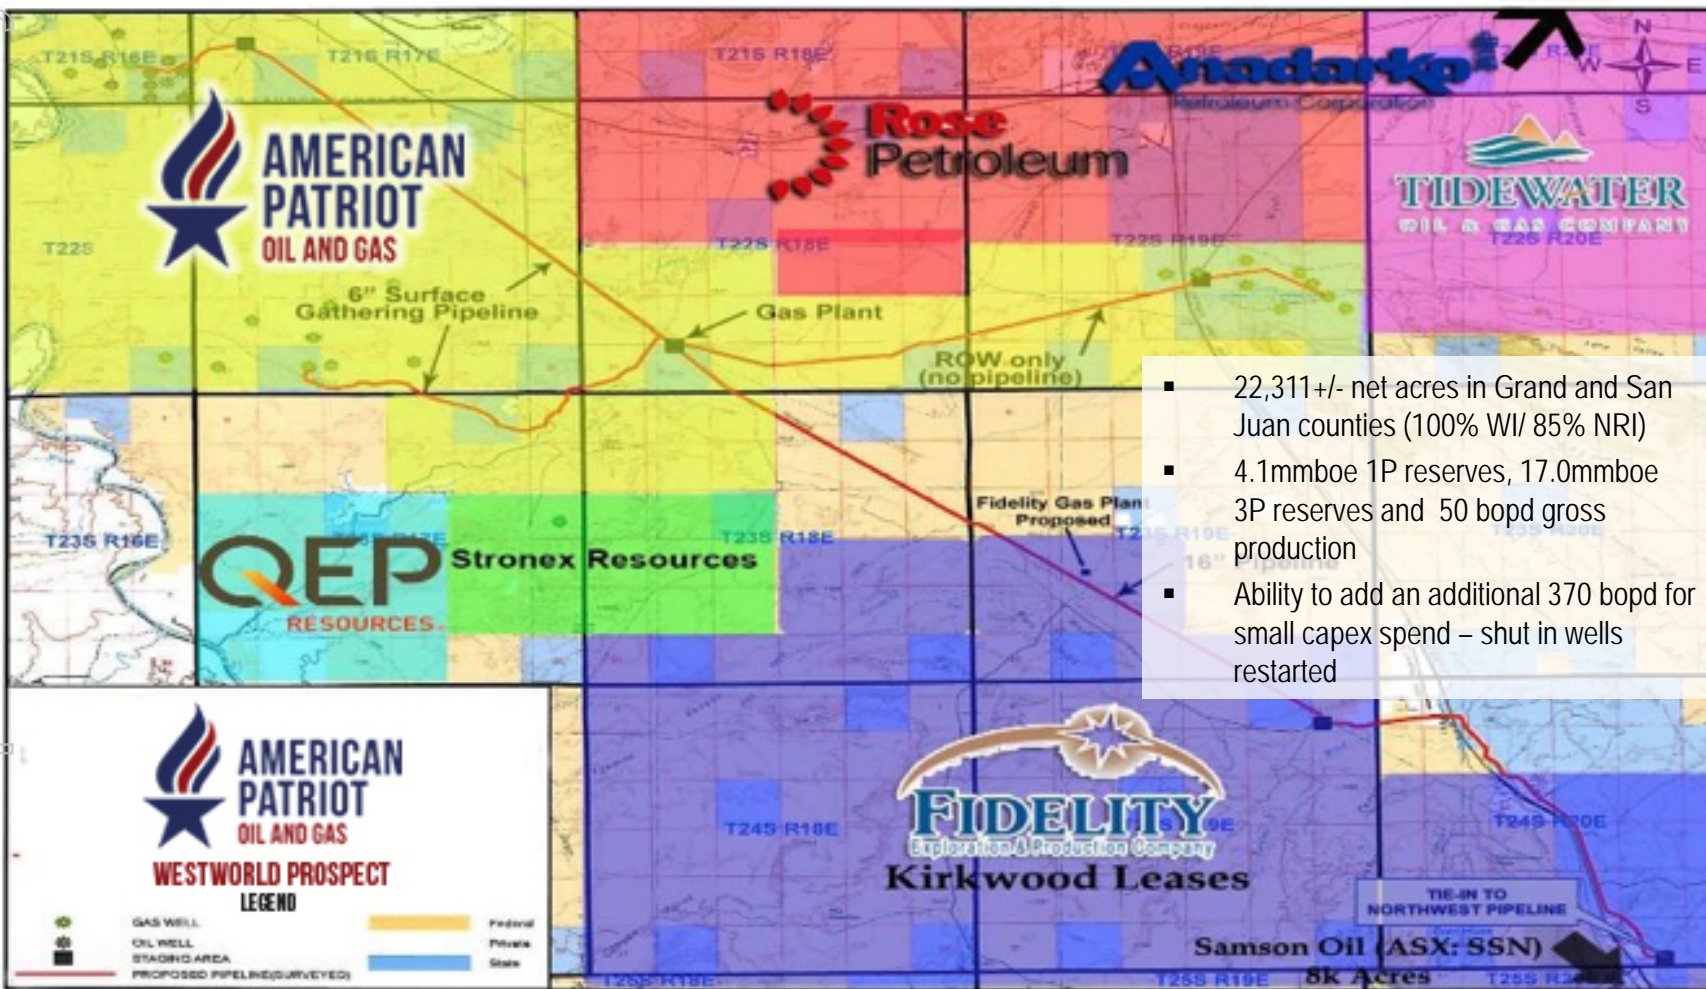 T21S R16E
T21S R17E
T21S R18E
Anadarko
Petroleum Corporation
N
W E
S
AMERICAN
PATRIOT
OIL AND GAS
Rose
Petroleum
TIDEWATER
OIL & GAS COMPANY
T22S
T22S R18E
T22S R19E
T22S R20E
6" Surface
Gathering Pipeline
Gas Plant
ROW only
(no pipeline)
▪ 22,311+/- net acres in Grand and San
Juan counties (100% WI/ 85% NRI)
▪ 4.1mmboe 1P reserves, 17.0mmboe
3P reserves and 50 bopd gross
production
▪ Ability to add an additional 370 bopd for
small capex spend – shut in wells
restarted
Fidelity Gas Plant
Proposed
T23S R16E
T23S R18E
T23S R19E
T23S R20E
16" Pipeline
QEP
RESOURCES
Stronex Resources
AMERICAN
PATRIOT
OIL AND GAS
WESTWORLD PROSPECT
LEGEND
GAS WELL
OIL WELL
STAGING AREA
PROPOSED PIPELINE(SURVEYED)
Federal
Private
State
T24S R18E
FIDELITY
Exploration & Production Company
Kirkwood Leases
T24S R20E
TIE-IN TO
NORTHWEST PIPELINE
Samson Oil (ASX: SSN)
8k Acres
T25S R18E
T25S R19E